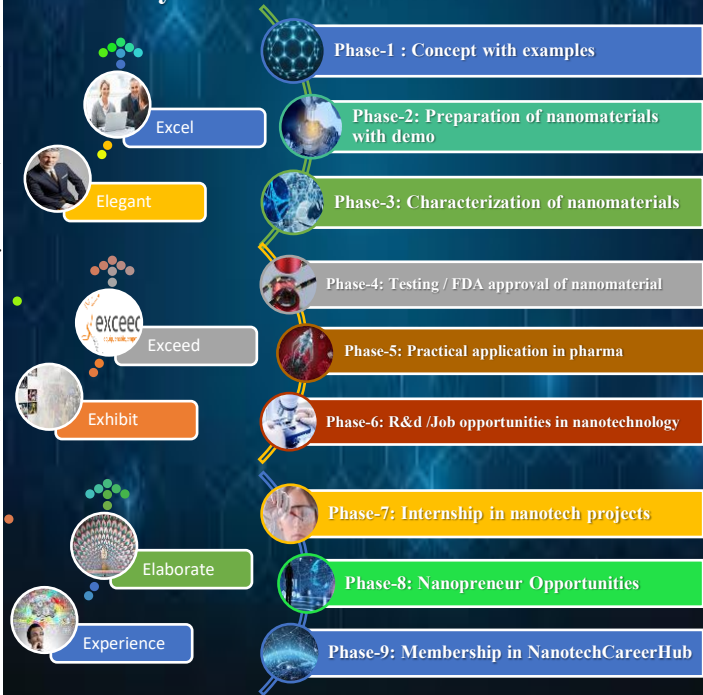 Phase-1 : Concept with examples
Phase-2: Preparation of nanomaterials
with demo
Phase-3: Characterization of nanomaterials
Phase-4: Testing / FDA approval of nanomaterial
Phase-5: Practical application in pharma
Phase-6: R&d /Job opportunities in nanotechnology
Phase-7: Internship in nanotech projects
Phase-8: Nanopreneur Opportunities
Phase-9: Membership in NanotechCareerHub
Excel
Elegant
exceed
Exceed
Exhibit
Elaborate
Experience